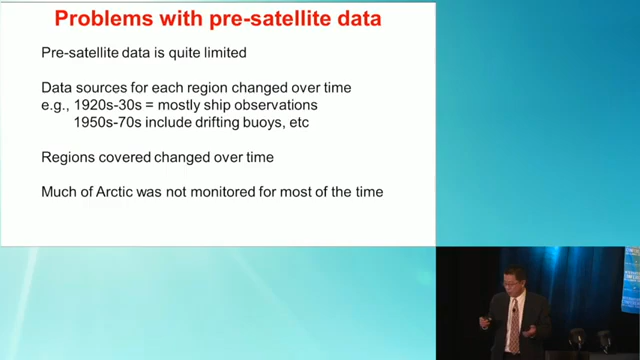 Problems with pre-satellite data
Pre-satellite data is quite limited
Data sources for each region changed over time
e.g., 1920s-30s = mostly ship observations
1950s-70s include drifting buoys, etc
Regions covered changed over time
Much of Arctic was not monitored for most of the time